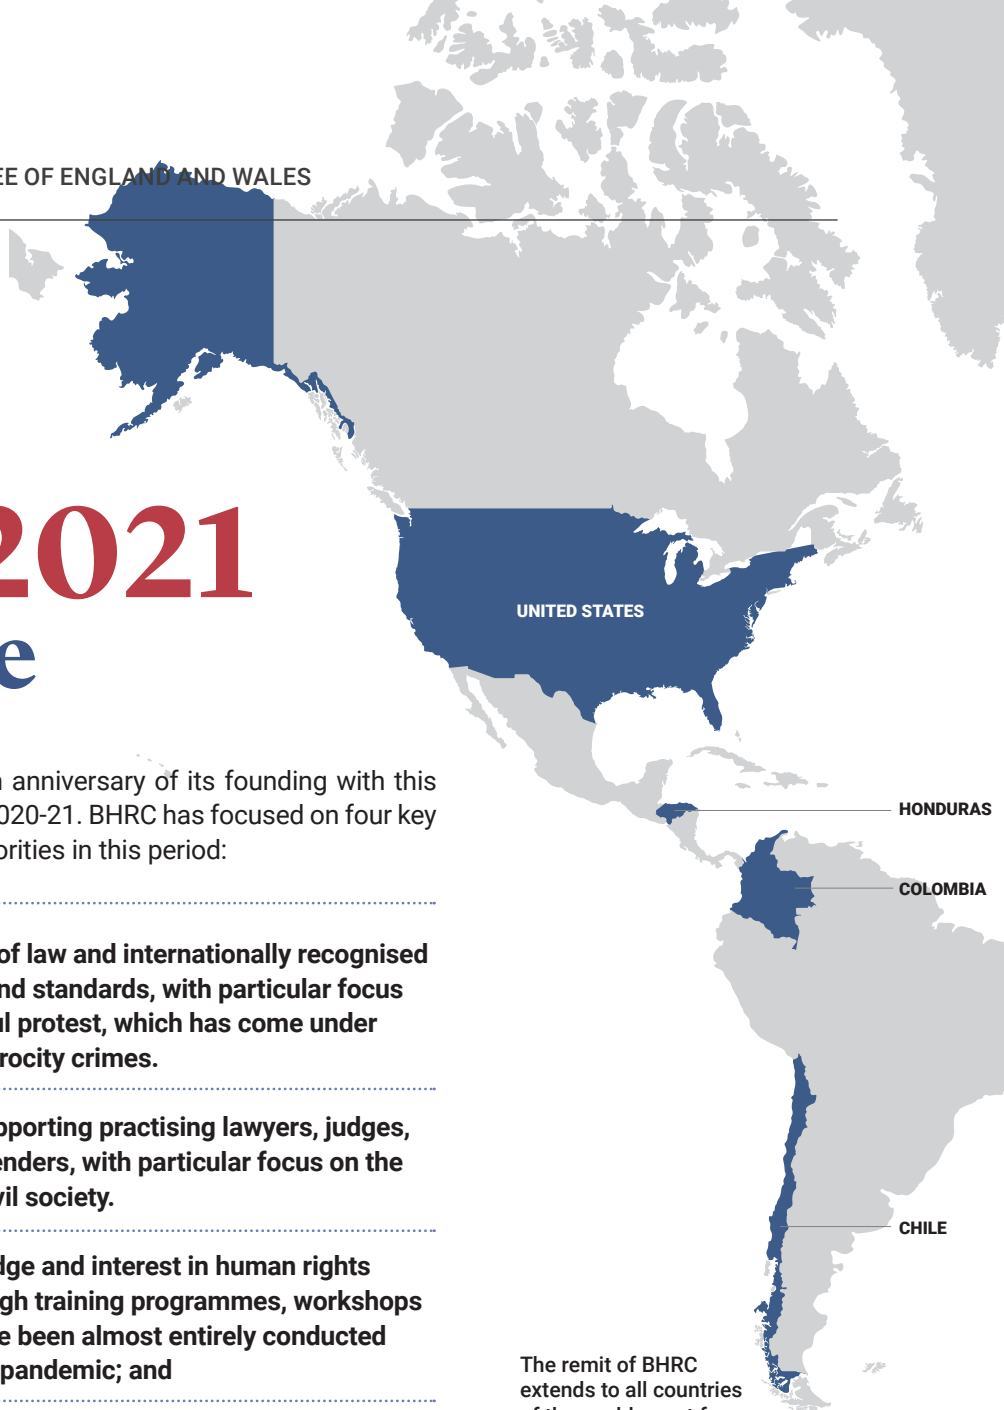 EE OF ENGLAND AND WALES
2021
e
anniversary of its founding with this
020-21. BHRC has focused on four key
orities in this period:
of law and internationally recognised
nd standards, with particular focus
ul protest, which has come under
rocity crimes.
pporting practising lawyers, judges,
enders, with particular focus on the
vil society.
dge and interest in human rights
gh training programmes, workshops
e been almost entirely conducted
pandemic; and
UNITED STATES
HONDURAS
COLOMBIA
CHILE
The remit of BHRC
extends to all countries